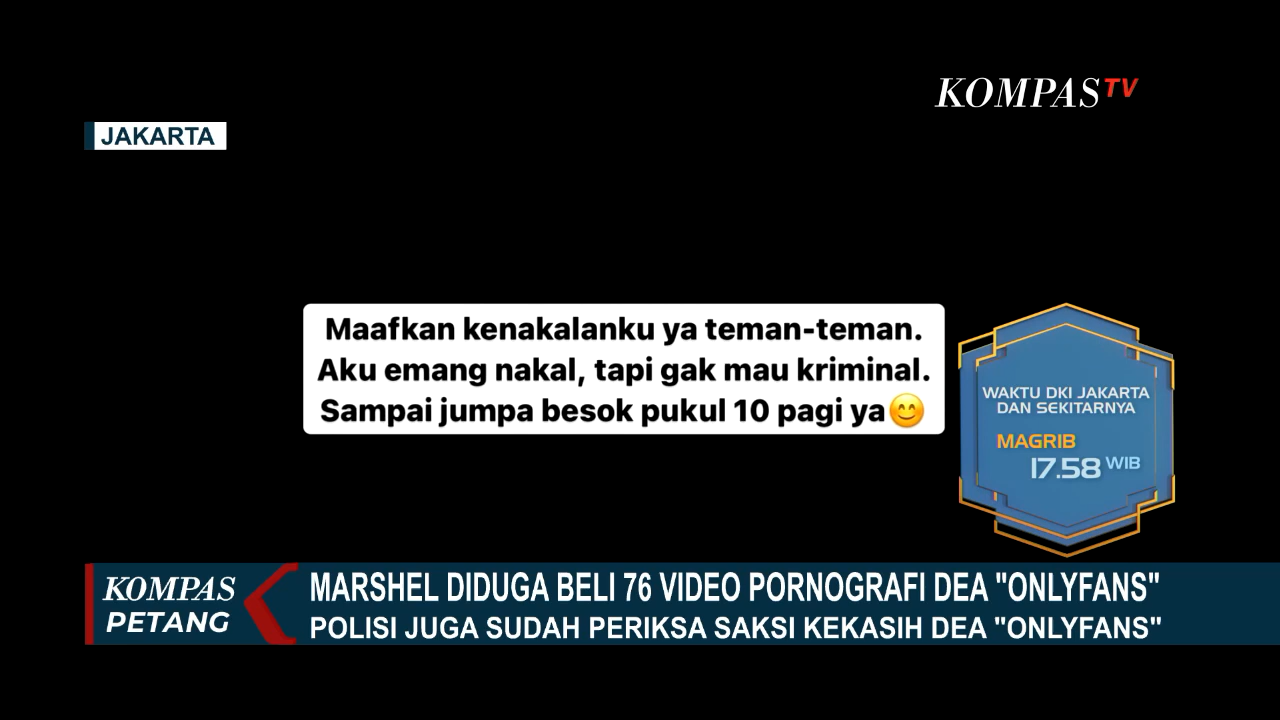 KOMPAS TV
JAKARTA
Maafkan kenakalanku ya teman-teman.
Aku emang nakal, tapi gak mau kriminal.
Sampai jumpa besok pukul 10 pagi ya😊
WAKTU DKI JAKARTA
DAN SEKITARNYA
MAGRIB
17.58 WIB
KOMPAS
PETANG
MARSHEL DIDUGA BELI 76 VIDEO PORNOGRAFI DEA "ONLYFANS"
POLISI JUGA SUDAH PERIKSA SAKSI KEKASIH DEA "ONLYFANS"